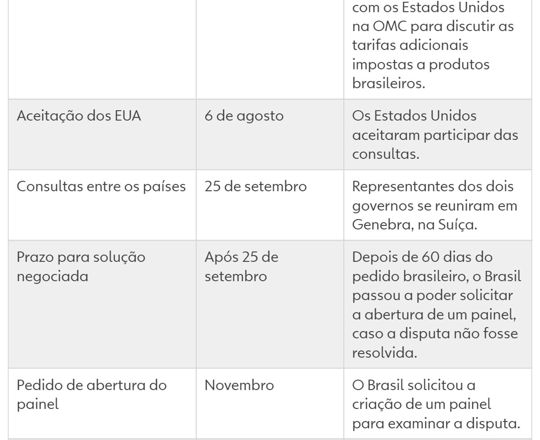 com os Estados Unidos
na OMC para discutir as
tarifas adicionais
impostas a produtos
brasileiros.
Aceitação dos EUA
6 de agosto
Os Estados Unidos
aceitaram participar das
consultas.
Consultas entre os países
25 de setembro
Representantes dos dois
governos se reuniram em
Genebra, na Suíça.
Prazo para solução
negociada
Após 25 de
setembro
Depois de 60 dias do
pedido brasileiro, o Brasil
passou a poder solicitar
a abertura de um painel,
caso a disputa não fosse
resolvida.
Pedido de abertura do
painel
Novembro
O Brasil solicitou a
criação de um painel
para examinar a disputa.